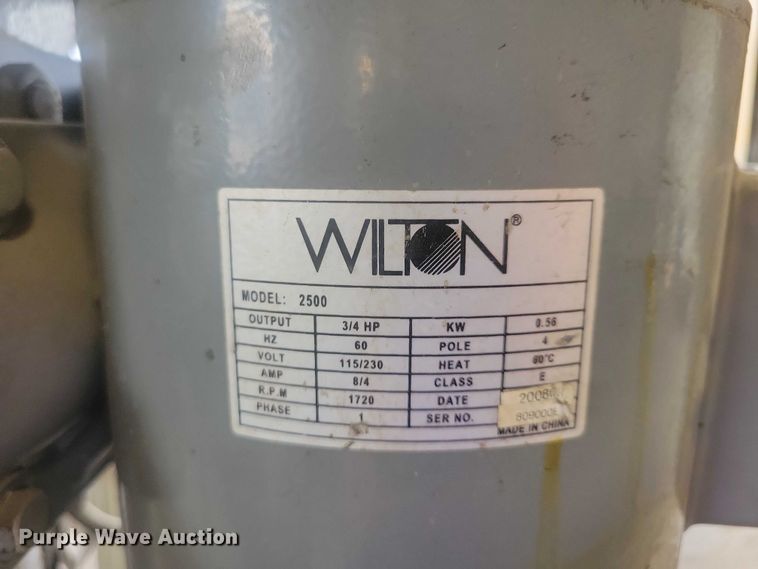 WILTON®
MODEL: 2500
OUTPUT 3/4 HP KW 0.56
HZ 60 POLE 4
VOLT 115/230 HEAT 60°C
AMP 8/4 CLASS E
R.P.M 1720 DATE
PHASE 1 SER NO.
MADE IN CHINA
Purple Wave Auction